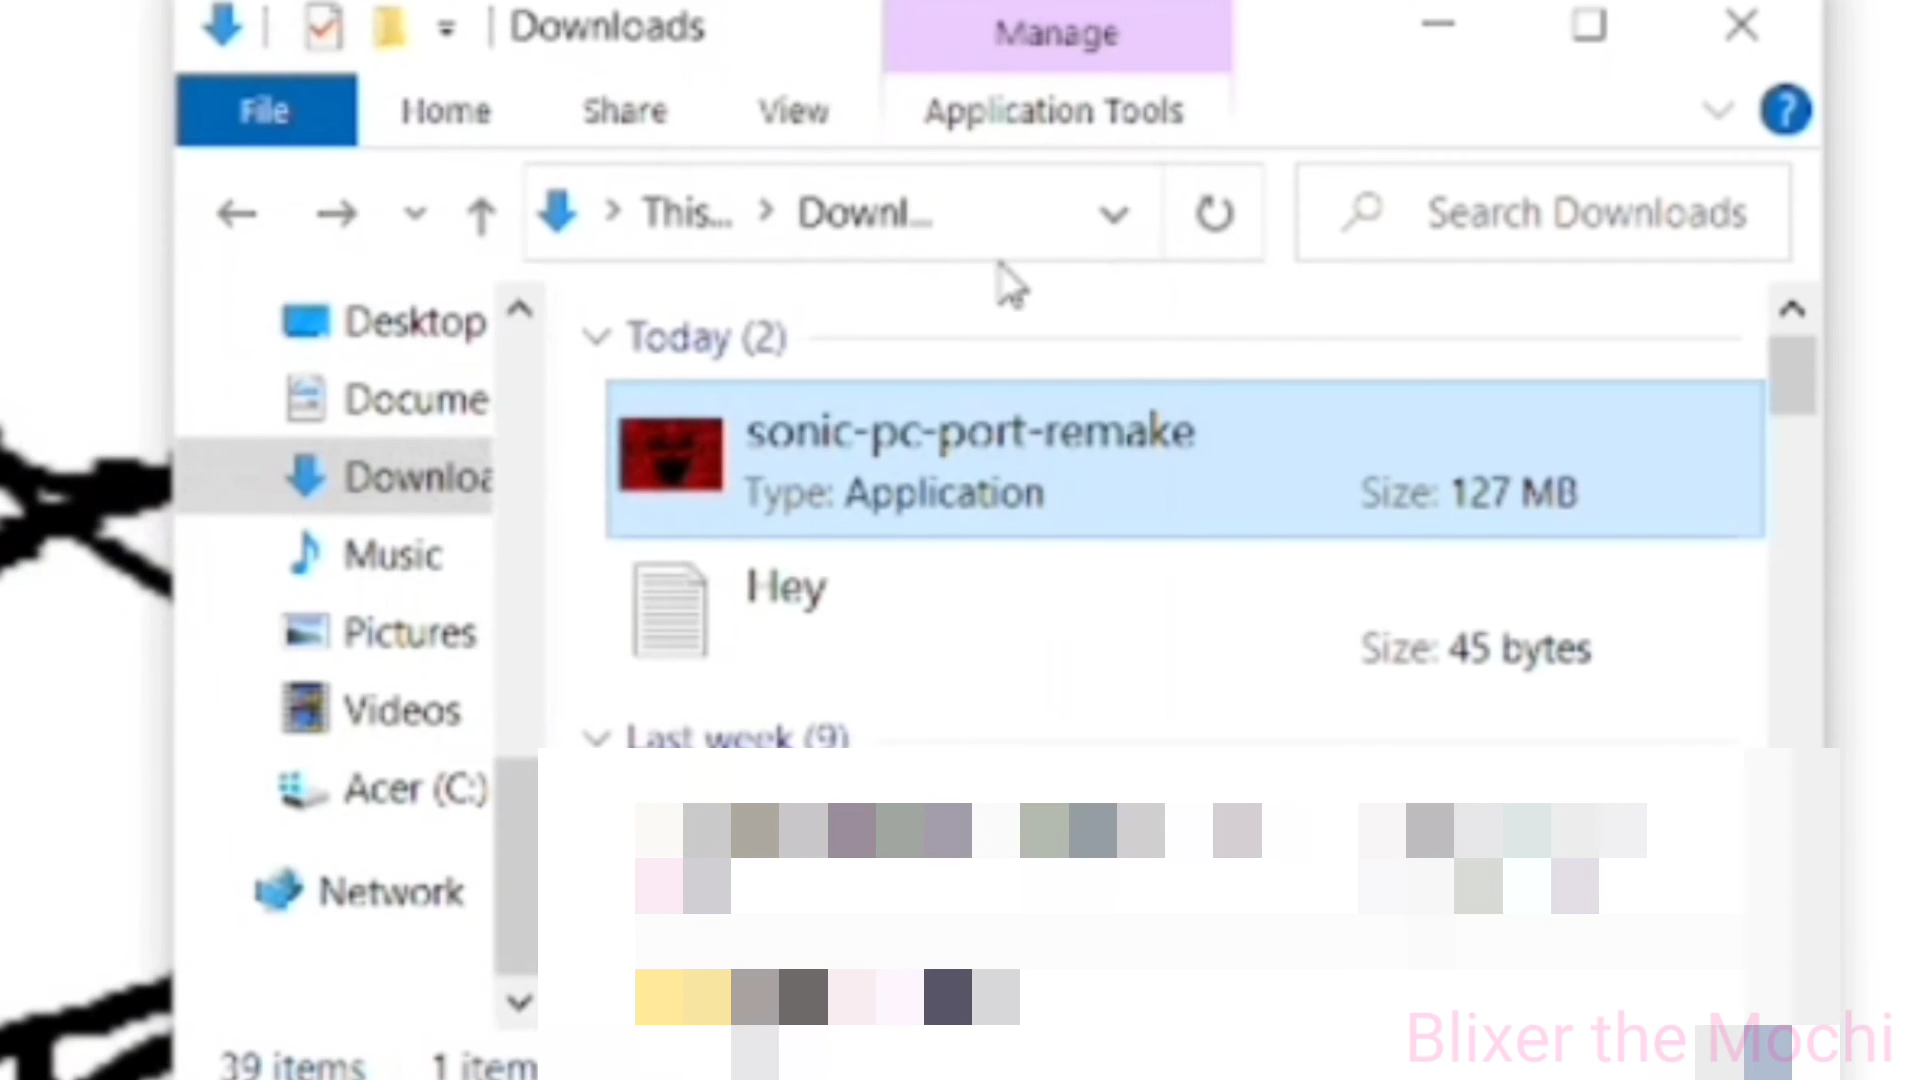 Downloads
Manage
File
Home
Share
View
Application Tools
?
This...
Downl...
Search Downloads
Desktop
Docume
Downloa
Music
Pictures
Videos
Acer (C:)
Network
Today (2)
sonic-pc-port-remake
Type: Application
Size: 127 MB
Hey
Size: 45 bytes
Last week (9)
39 items
1 item
Blixer the Mochi